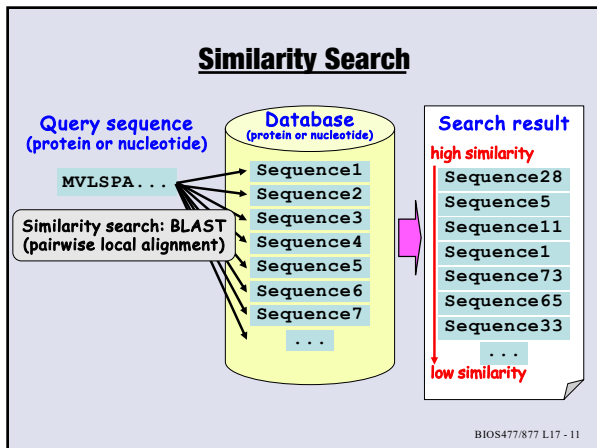 Similarity Search
Query sequence
(protein or nucleotide)
MVLSPA...
Similarity search: BLAST
(pairwise local alignment)
Database
(protein or nucleotide)
Sequence1
Sequence2
Sequence3
Sequence4
Sequence5
Sequence6
Sequence7
...
Search result
high similarity
Sequence28
Sequence5
Sequence11
Sequence1
Sequence73
Sequence65
Sequence33
...
low similarity
BIOS477/877 L17 - 11